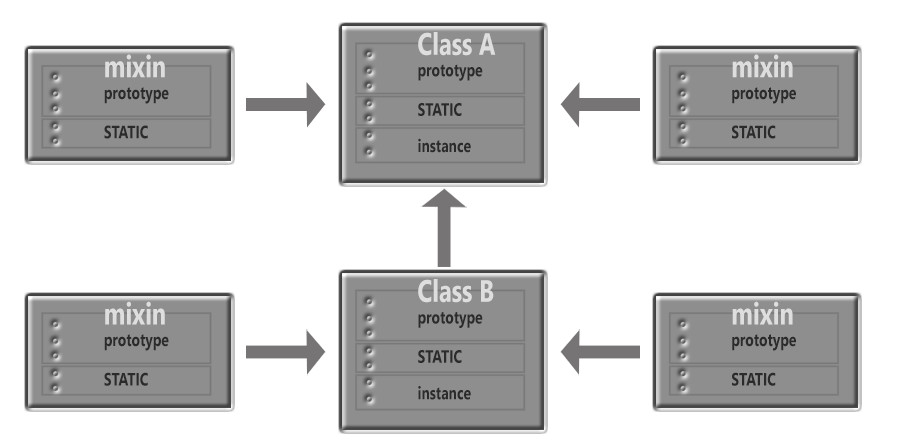 mixin
prototype
STATIC
Class A
prototype
STATIC
instance
mixin
prototype
STATIC
mixin
prototype
STATIC
Class B
prototype
STATIC
instance
mixin
prototype
STATIC